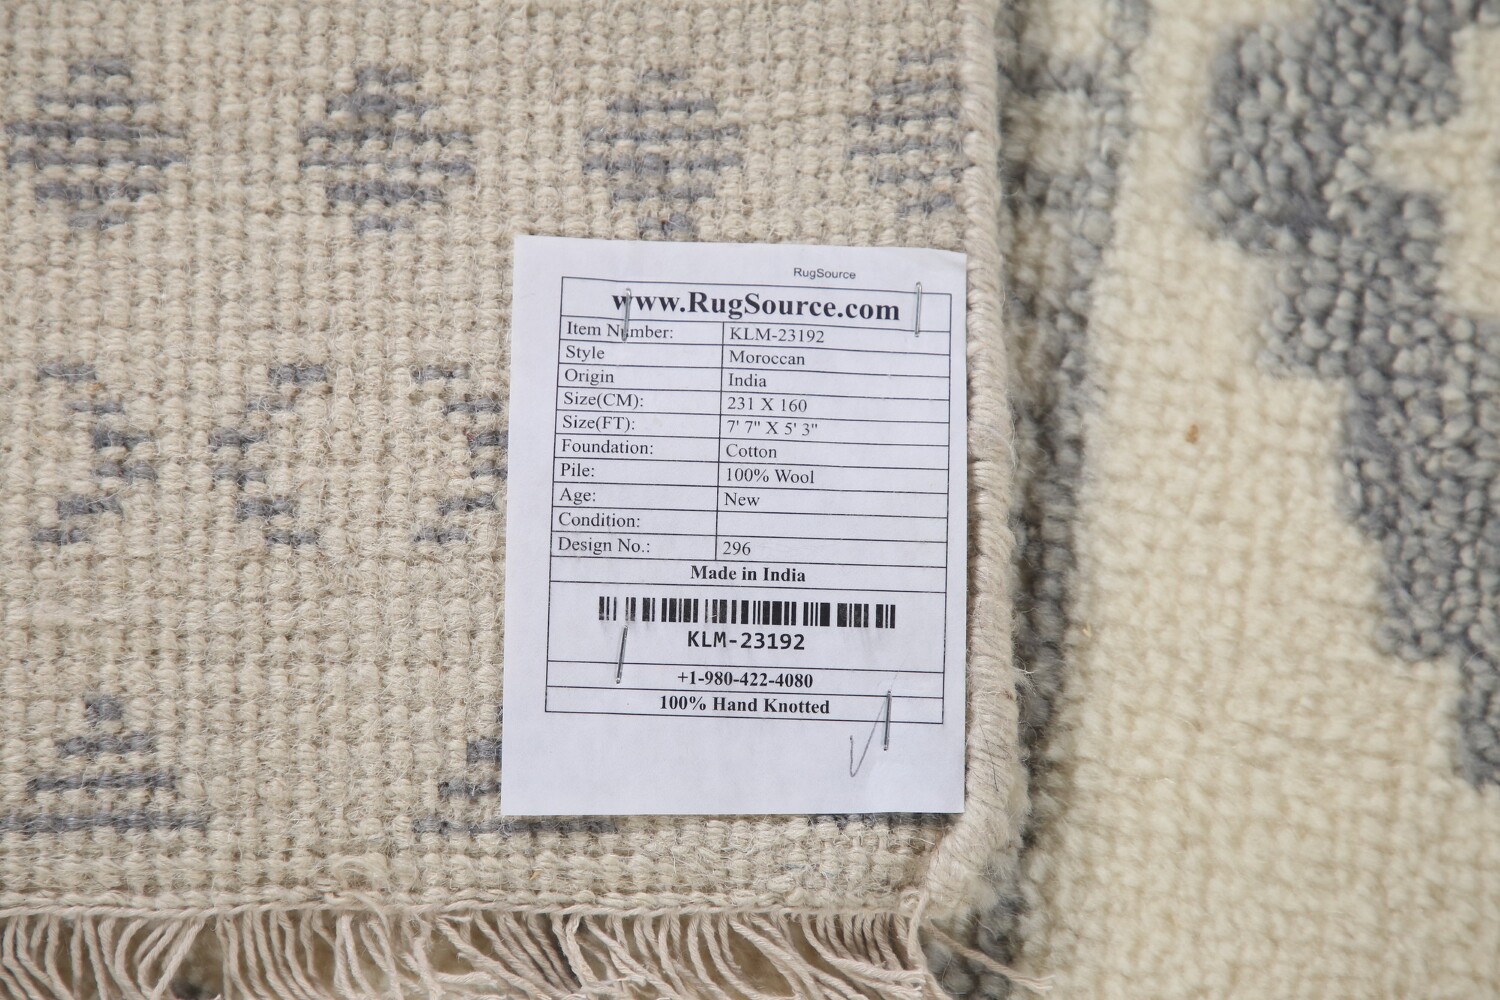 RugSource
www.RugSource.com
Item Number: KLM-23192
Style Moroccan
Origin India
Size(CM): 231 X 160
Size(FT): 7' 7" X 5' 3"
Foundation: Cotton
Pile: 100% Wool
Age: New
Condition:
Design No.: 296
Made in India
KLM-23192
+1-980-422-4080
100% Hand Knotted